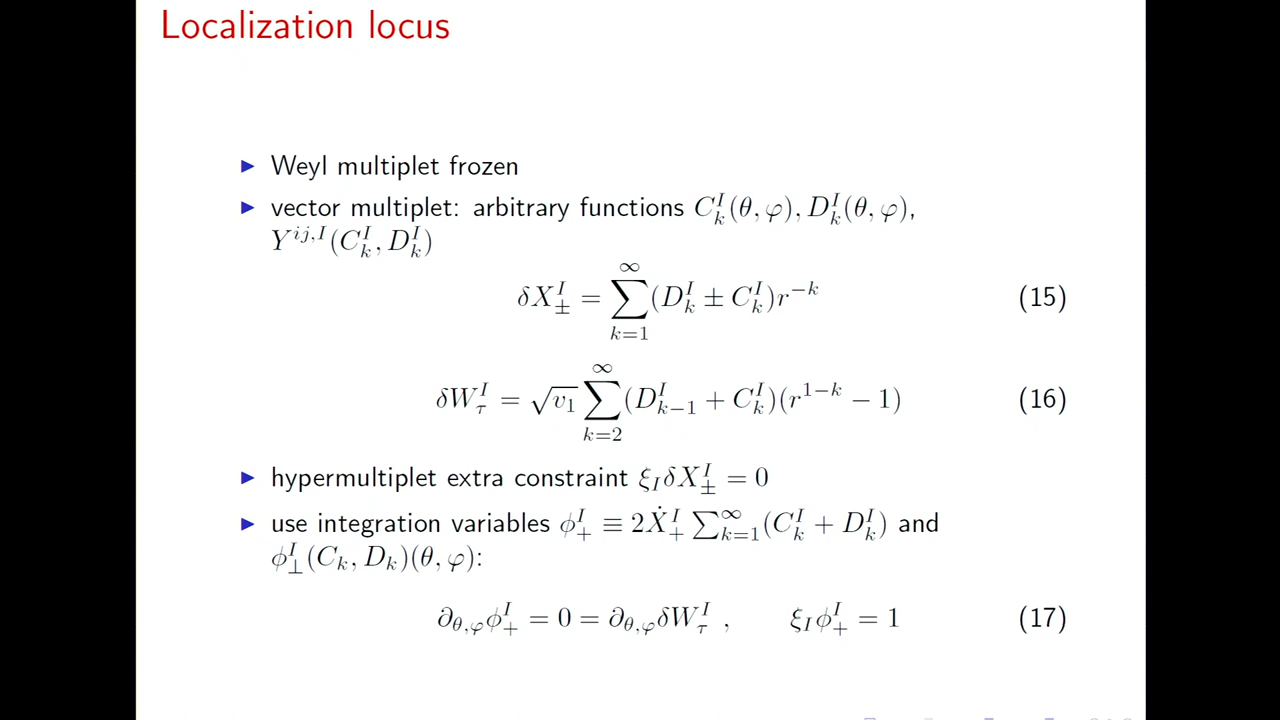 Localization locus
▶ Weyl multiplet frozen
▶ vector multiplet: arbitrary functions $C_k^I(\theta, \varphi), D_k^I(\theta, \varphi)$,
$Y^{ij,I}(C_k^I, D_k^I)$
$\delta X_\pm^I = \sum_{k=1}^{\infty}(D_k^I \pm C_k^I)r^{-k}$ (15)
$\delta W_\tau^I = \sqrt{v_1}\sum_{k=2}^{\infty}(D_{k-1}^I + C_k^I)(r^{1-k} - 1)$ (16)
▶ hypermultiplet extra constraint $\xi_I \delta X_\pm^I = 0$
▶ use integration variables $\phi_+^I \equiv 2\dot{X}_+^I \sum_{k=1}^{\infty}(C_k^I + D_k^I)$ and
$\phi_\perp^I(C_k, D_k)(\theta, \varphi)$:
$\partial_{\theta,\varphi}\phi_+^I = 0 = \partial_{\theta,\varphi}\delta W_\tau^I \ , \quad \xi_I \phi_+^I = 1$ (17)